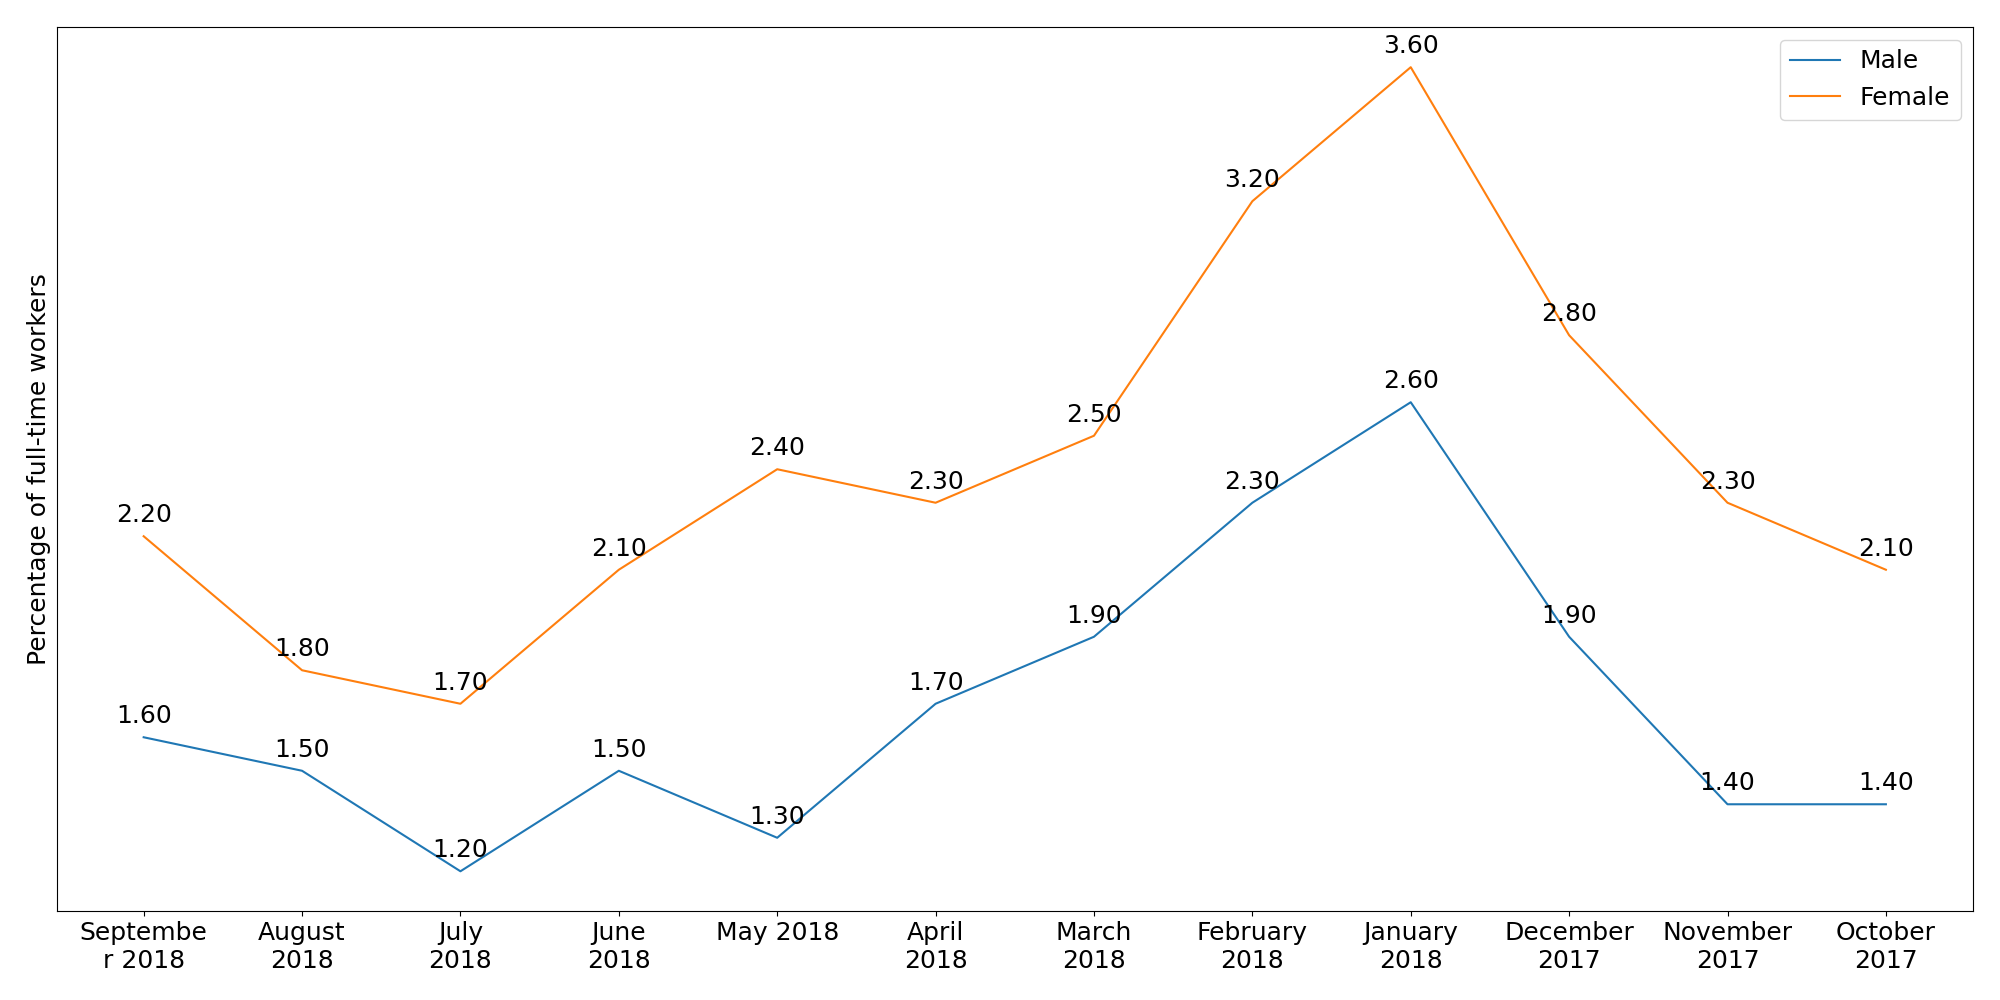 Percentage of full-time workers
Male
Female
3.60
3.20
2.80
2.60
2.50
2.40
2.30
2.30
2.30
2.20
2.10
2.10
1.80
1.70
1.90
1.90
1.70
1.60
1.50
1.50
1.40
1.40
1.30
1.20
Septembe
r 2018
August
2018
July
2018
June
2018
May 2018
April
2018
March
2018
February
2018
January
2018
December
2017
November
2017
October
2017